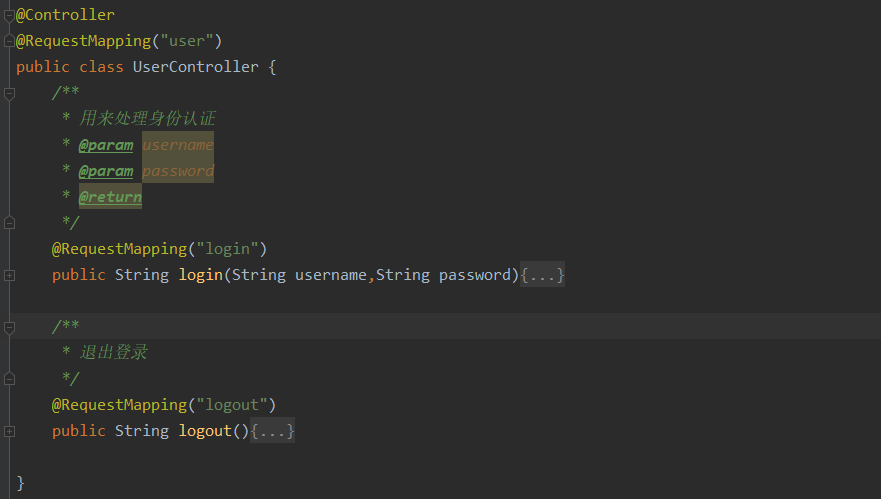 @Controller
@RequestMapping("user")
public class UserController {
/**
* 用来处理身份认证
* @param username
* @param password
* @return
*/
@RequestMapping("login")
public String login(String username,String password){...}
/**
* 退出登录
*/
@RequestMapping("logout")
public String logout(){...}
}